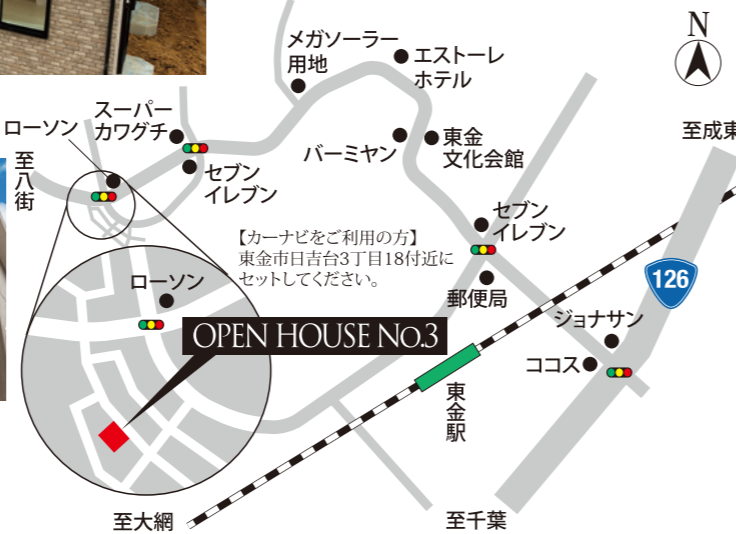 N
メガソーラー
用地
エストーレ
ホテル
スーパー
カワグチ
ローソン
至八街
セブン
イレブン
バーミヤン
東金
文化会館
至成東
【カーナビをご利用の方】
東金市日吉台3丁目18付近に
セットしてください。
セブン
イレブン
郵便局
126
ローソン
OPEN HOUSE No.3
ジョナサン
ココス
東金駅
至大網
至千葉